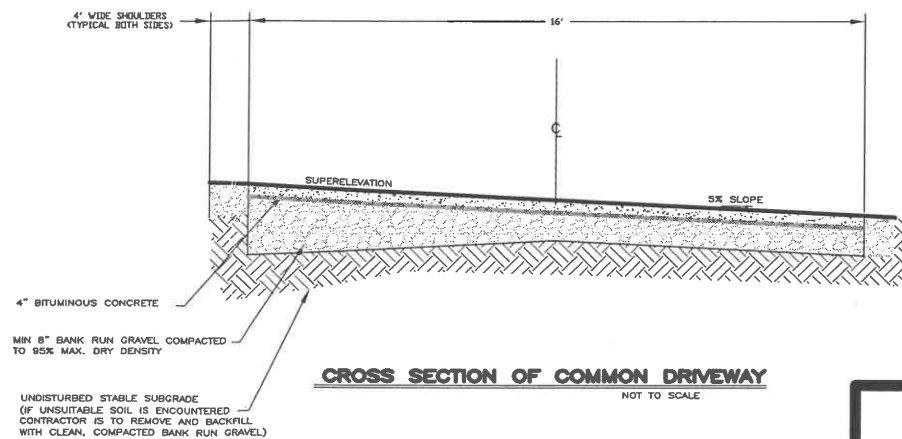 4' WIDE SHOULDERS
(TYPICAL BOTH SIDES)
16'
℄
SUPERELEVATION
5% SLOPE
4" BITUMINOUS CONCRETE
MIN 8" BANK RUN GRAVEL COMPACTED
TO 95% MAX. DRY DENSITY
CROSS SECTION OF COMMON DRIVEWAY
NOT TO SCALE
UNDISTURBED STABLE SUBGRADE
(IF UNSUITABLE SOIL IS ENCOUNTERED
CONTRACTOR IS TO REMOVE AND BACKFILL
WITH CLEAN, COMPACTED BANK RUN GRAVEL)